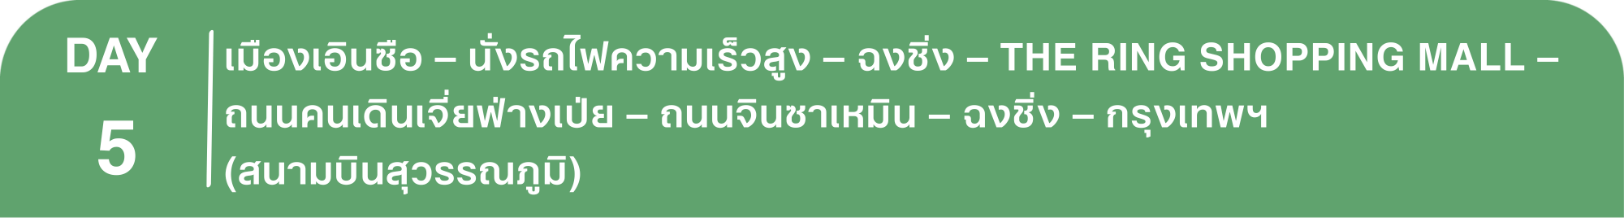 DAY
5
เมืองเอินซือ – นั่งรถไฟความเร็วสูง – ฉงชิ่ง – THE RING SHOPPING MALL –
ถนนคนเดินเจี่ยฟ่างเป่ย – ถนนจินซาเหมิน – ฉงชิ่ง – กรุงเทพฯ
(สนามบินสุวรรณภูมิ)